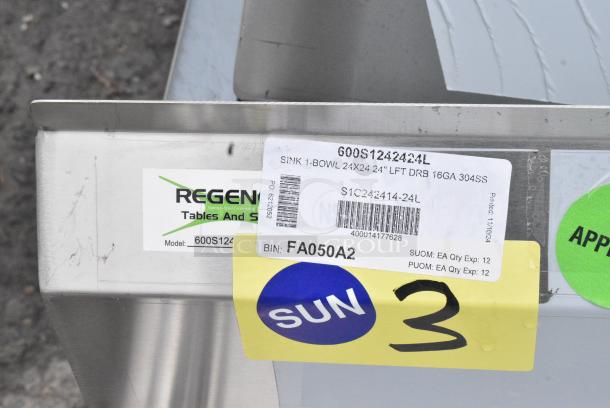 600S1242424L
SINK 1-BOWL 24X24 24" LFT DRB 16GA 304SS
S1C242414-24L
400014177628
BIN: FA050A2
SUOM: EA Qty Exp: 12
PUOM: EA Qty Exp: 12
REGEN
Tables And S
Model: 600S124
SUN
3
APP